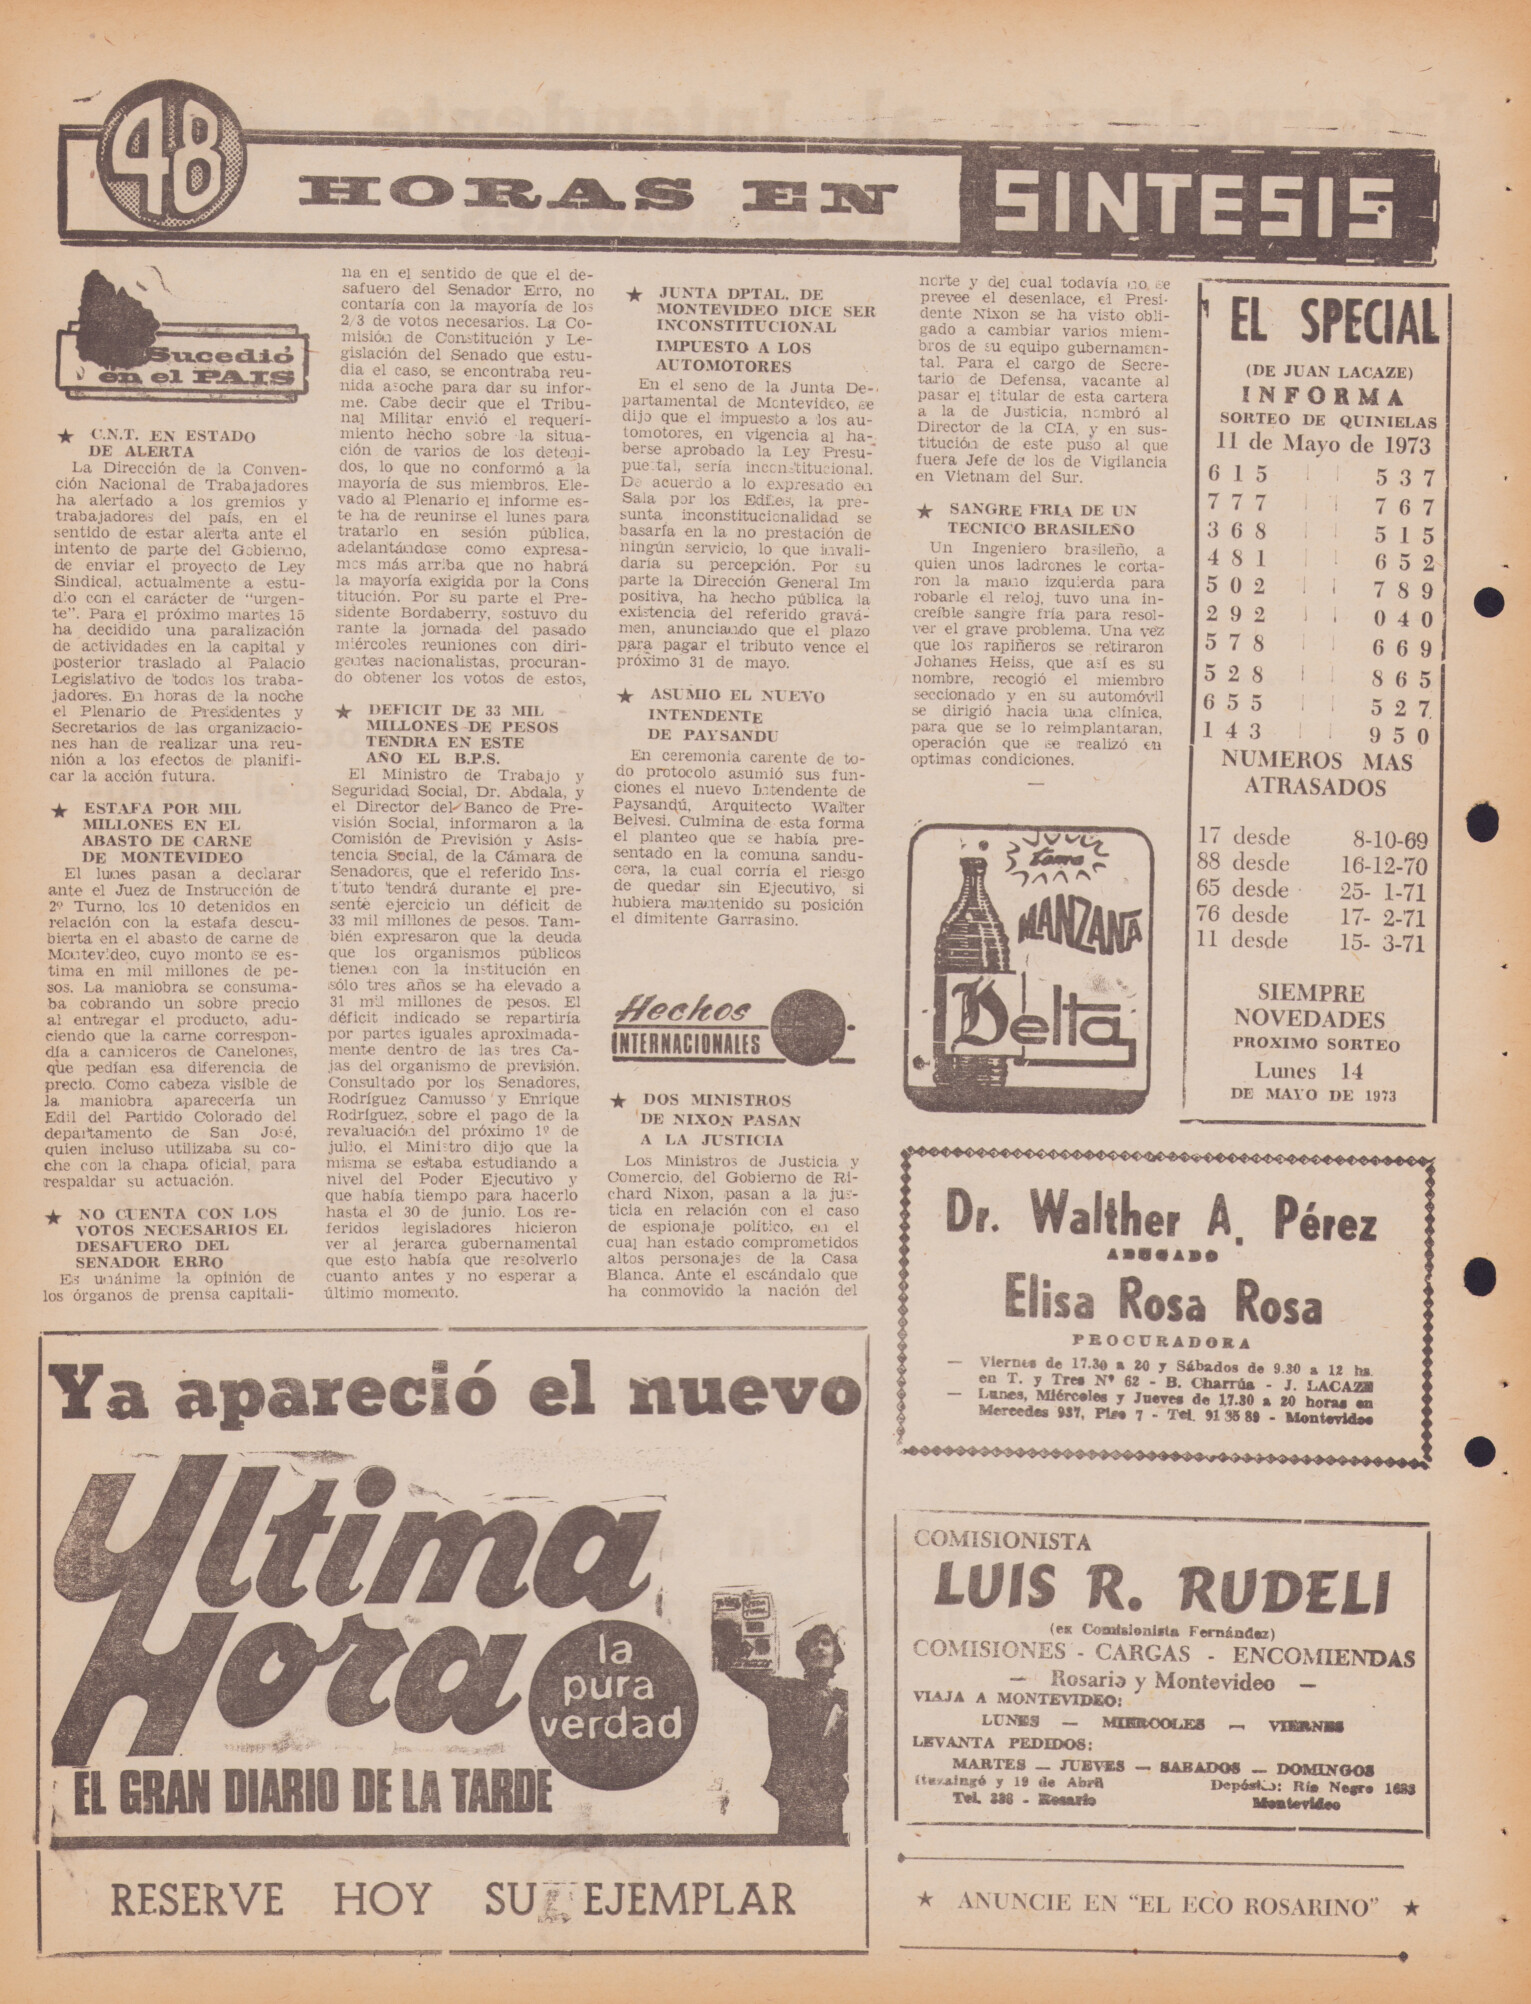 48 HORAS EN SINTESIS
Sucedió
en el PAIS
★ C.N.T. EN ESTADO
DE ALERTA
La Dirección de la Conven-
ción Nacional de Trabajadores
ha alertado a los gremios y
trabajadores del país, en el
sentido de estar alerta ante el
intento de parte del Gobierno,
de enviar el proyecto de Ley
Sindical, actualmente a estu-
dio con el carácter de "urgen-
te". Para el próximo martes 15
ha decidido una paralización
de actividades en la capital y
posterior traslado al Palacio
Legislativo de todos los traba-
jadores. En horas de la noche
el Plenario de Presidentes y
Secretarios de las organizacio-
nes han de realizar una reu-
nión a los efectos de planifi-
car la acción futura.
★ ESTAFA POR MIL
MILLONES EN EL
ABASTO DE CARNE
DE MONTEVIDEO
El lunes pasan a declarar
ante el Juez de Instrucción de
2º Turno, los 10 detenidos en
relación con la estafa descu-
bierta en el abasto de carne de
Montevideo, cuyo monto se es-
tima en mil millones de pe-
sos. La maniobra se consuma-
ba cobrando un sobre precio
al entregar el producto, adu-
ciendo que la carne correspon-
día a carniceros de Canelones,
que pedían esa diferencia de
precio. Como cabeza visible de
la maniobra aparecería un
Edil del Partido Colorado del
departamento de San José,
quien incluso utilizaba su co-
che con la chapa oficial, para
respaldar su actuación.
★ NO CUENTA CON LOS
VOTOS NECESARIOS EL
DESAFUERO DEL
SENADOR ERRO
Es unánime la opinión de
los órganos de prensa capitali-
na en el sentido de que el de-
safuero del Senador Erro, no
contaría con la mayoría de los
2/3 de votos necesarios. La Co-
misión de Constitución y Le-
gislación del Senado que estu-
dia el caso, se encontraba reu-
nida anoche para dar su infor-
me. Cabe decir que el Tribu-
nal Militar envió el requeri-
miento hecho sobre la situa-
ción de varios de los deteni-
dos, lo que no conformó a la
mayoría de sus miembros. Ele-
vado al Plenario el informe es-
te ha de reunirse el lunes para
tratarlo en sesión pública,
adelantándose como expresa-
mos más arriba que no habrá
la mayoría exigida por la Cons
titución. Por su parte el Pre-
sidente Bordaberry, sostuvo du
rante la jornada del pasado
miércoles reuniones con diri-
gentes nacionalistas, procuran-
do obtener los votos de estos,
★ DEFICIT DE 33 MIL
MILLONES DE PESOS
TENDRA EN ESTE
AÑO EL B.P.S.
El Ministro de Trabajo y
Seguridad Social, Dr. Abdala, y
el Director del Banco de Pre-
visión Social, informaron a la
Comisión de Previsión y Asis-
tencia Social, de la Cámara de
Senadores, que el referido Ins-
tituto tendrá durante el pre-
sente ejercicio un déficit de
33 mil millones de pesos. Tam-
bién expresaron que la deuda
que los organismos públicos
tienen con la institución en
sólo tres años se ha elevado a
31 mil millones de pesos. El
déficit indicado se repartiría
por partes iguales aproximada-
mente dentro de las tres Ca-
jas del organismo de previsión.
Consultado por los Senadores,
Rodríguez Camusso y Enrique
Rodríguez, sobre el pago de la
revaluación del próximo 1º de
julio, el Ministro dijo que la
misma se estaba estudiando a
nivel del Poder Ejecutivo y
que había tiempo para hacerlo
hasta el 30 de junio. Los re-
feridos legisladores hicieron
ver al jerarca gubernamental
que esto había que resolverlo
cuanto antes y no esperar a
último momento.
★ JUNTA DPTAL. DE
MONTEVIDEO DICE SER
INCONSTITUCIONAL
IMPUESTO A LOS
AUTOMOTORES
En el seno de la Junta De-
partamental de Montevideo, se
dijo que el impuesto a los au-
tomotores, en vigencia al ha-
berse aprobado la Ley Presu-
puestal, sería inconstitucional.
De acuerdo a lo expresado en
Sala por los Ediles, la pre-
sunta inconstitucionalidad se
basaría en la no prestación de
ningún servicio, lo que invali-
daría su percepción. Por su
parte la Dirección General Im
positiva, ha hecho pública la
existencia del referido gravá-
men, anunciando que el plazo
para pagar el tributo vence el
próximo 31 de mayo.
★ ASUMIO EL NUEVO
INTENDENTE
DE PAYSANDU
En ceremonia carente de to-
do protocolo asumió sus fun-
ciones el nuevo Intendente de
Paysandú, Arquitecto Walter
Belvesi. Culmina de esta forma
el planteo que se había pre-
sentado en la comuna sandu-
cera, la cual corría el riesgo
de quedar sin Ejecutivo, si
hubiera mantenido su posición
el dimitente Garrasino.
Hechos
INTERNACIONALES
★ DOS MINISTROS
DE NIXON PASAN
A LA JUSTICIA
Los Ministros de Justicia y
Comercio, del Gobierno de Ri-
chard Nixon, pasan a la jus-
ticia en relación con el caso
de espionaje político, en el
cual han estado comprometidos
altos personajes de la Casa
Blanca. Ante el escándalo que
ha conmovido la nación del
norte y del cual todavía no se
prevee el desenlace, el Presi-
dente Nixon se ha visto obli-
gado a cambiar varios miem-
bros de su equipo gubernamen-
tal. Para el cargo de Secre-
tario de Defensa, vacante al
pasar el titular de esta cartera
a la de Justicia, nombró al
Director de la CIA, y en sus-
titución de este puso al que
fuera Jefe de los de Vigilancia
en Vietnam del Sur.
★ SANGRE FRIA DE UN
TECNICO BRASILEÑO
Un Ingeniero brasileño, a
quien unos ladrones le corta-
ron la mano izquierda para
robarle el reloj, tuvo una in-
creíble sangre fría para resol-
ver el grave problema. Una vez
que los rapiñeros se retiraron
Johanes Heiss, que así es su
nombre, recogió el miembro
seccionado y en su automóvil
se dirigió hacia una clínica,
para que se lo reimplantaran,
operación que se realizó en
optimas condiciones.
—
tome
MANZANA
Delta
EL SPECIAL
(DE JUAN LACAZE)
INFORMA
SORTEO DE QUINIELAS
11 de Mayo de 1973
615 537
777 767
368 515
481 652
502 789
292 040
578 669
528 865
655 527
143 950
NUMEROS MAS
ATRASADOS
17 desde 8-10-69
88 desde 16-12-70
65 desde 25- 1-71
76 desde 17- 2-71
11 desde 15- 3-71
SIEMPRE
NOVEDADES
PROXIMO SORTEO
Lunes 14
DE MAYO DE 1973
Dr. Walther A. Pérez
ABOGADO
Elisa Rosa Rosa
PROCURADORA
— Viernes de 17.30 a 20 y Sábados de 9.30 a 12 hs.
en T. y Tres Nº 62 - B. Charrúa - J. LACAZE
— Lunes, Miércoles y Jueves de 17.30 a 20 horas en
Mercedes 937, Piso 7 - Tel. 91 35 89 - Montevideo
COMISIONISTA
LUIS R. RUDELI
(ex Comisionista Fernández)
COMISIONES - CARGAS - ENCOMIENDAS
— Rosario y Montevideo —
VIAJA A MONTEVIDEO:
LUNES — MIERCOLES — VIERNES
LEVANTA PEDIDOS:
MARTES — JUEVES — SABADOS — DOMINGOS
Ituzaingó y 19 de Abril Depósito: Río Negro 1683
Tel. 338 - Rosario Montevideo
★ ANUNCIE EN "EL ECO ROSARINO" ★
Ya apareció el nuevo
Ultima
Hora
la
pura
verdad
EL GRAN DIARIO DE LA TARDE
RESERVE HOY SU EJEMPLAR